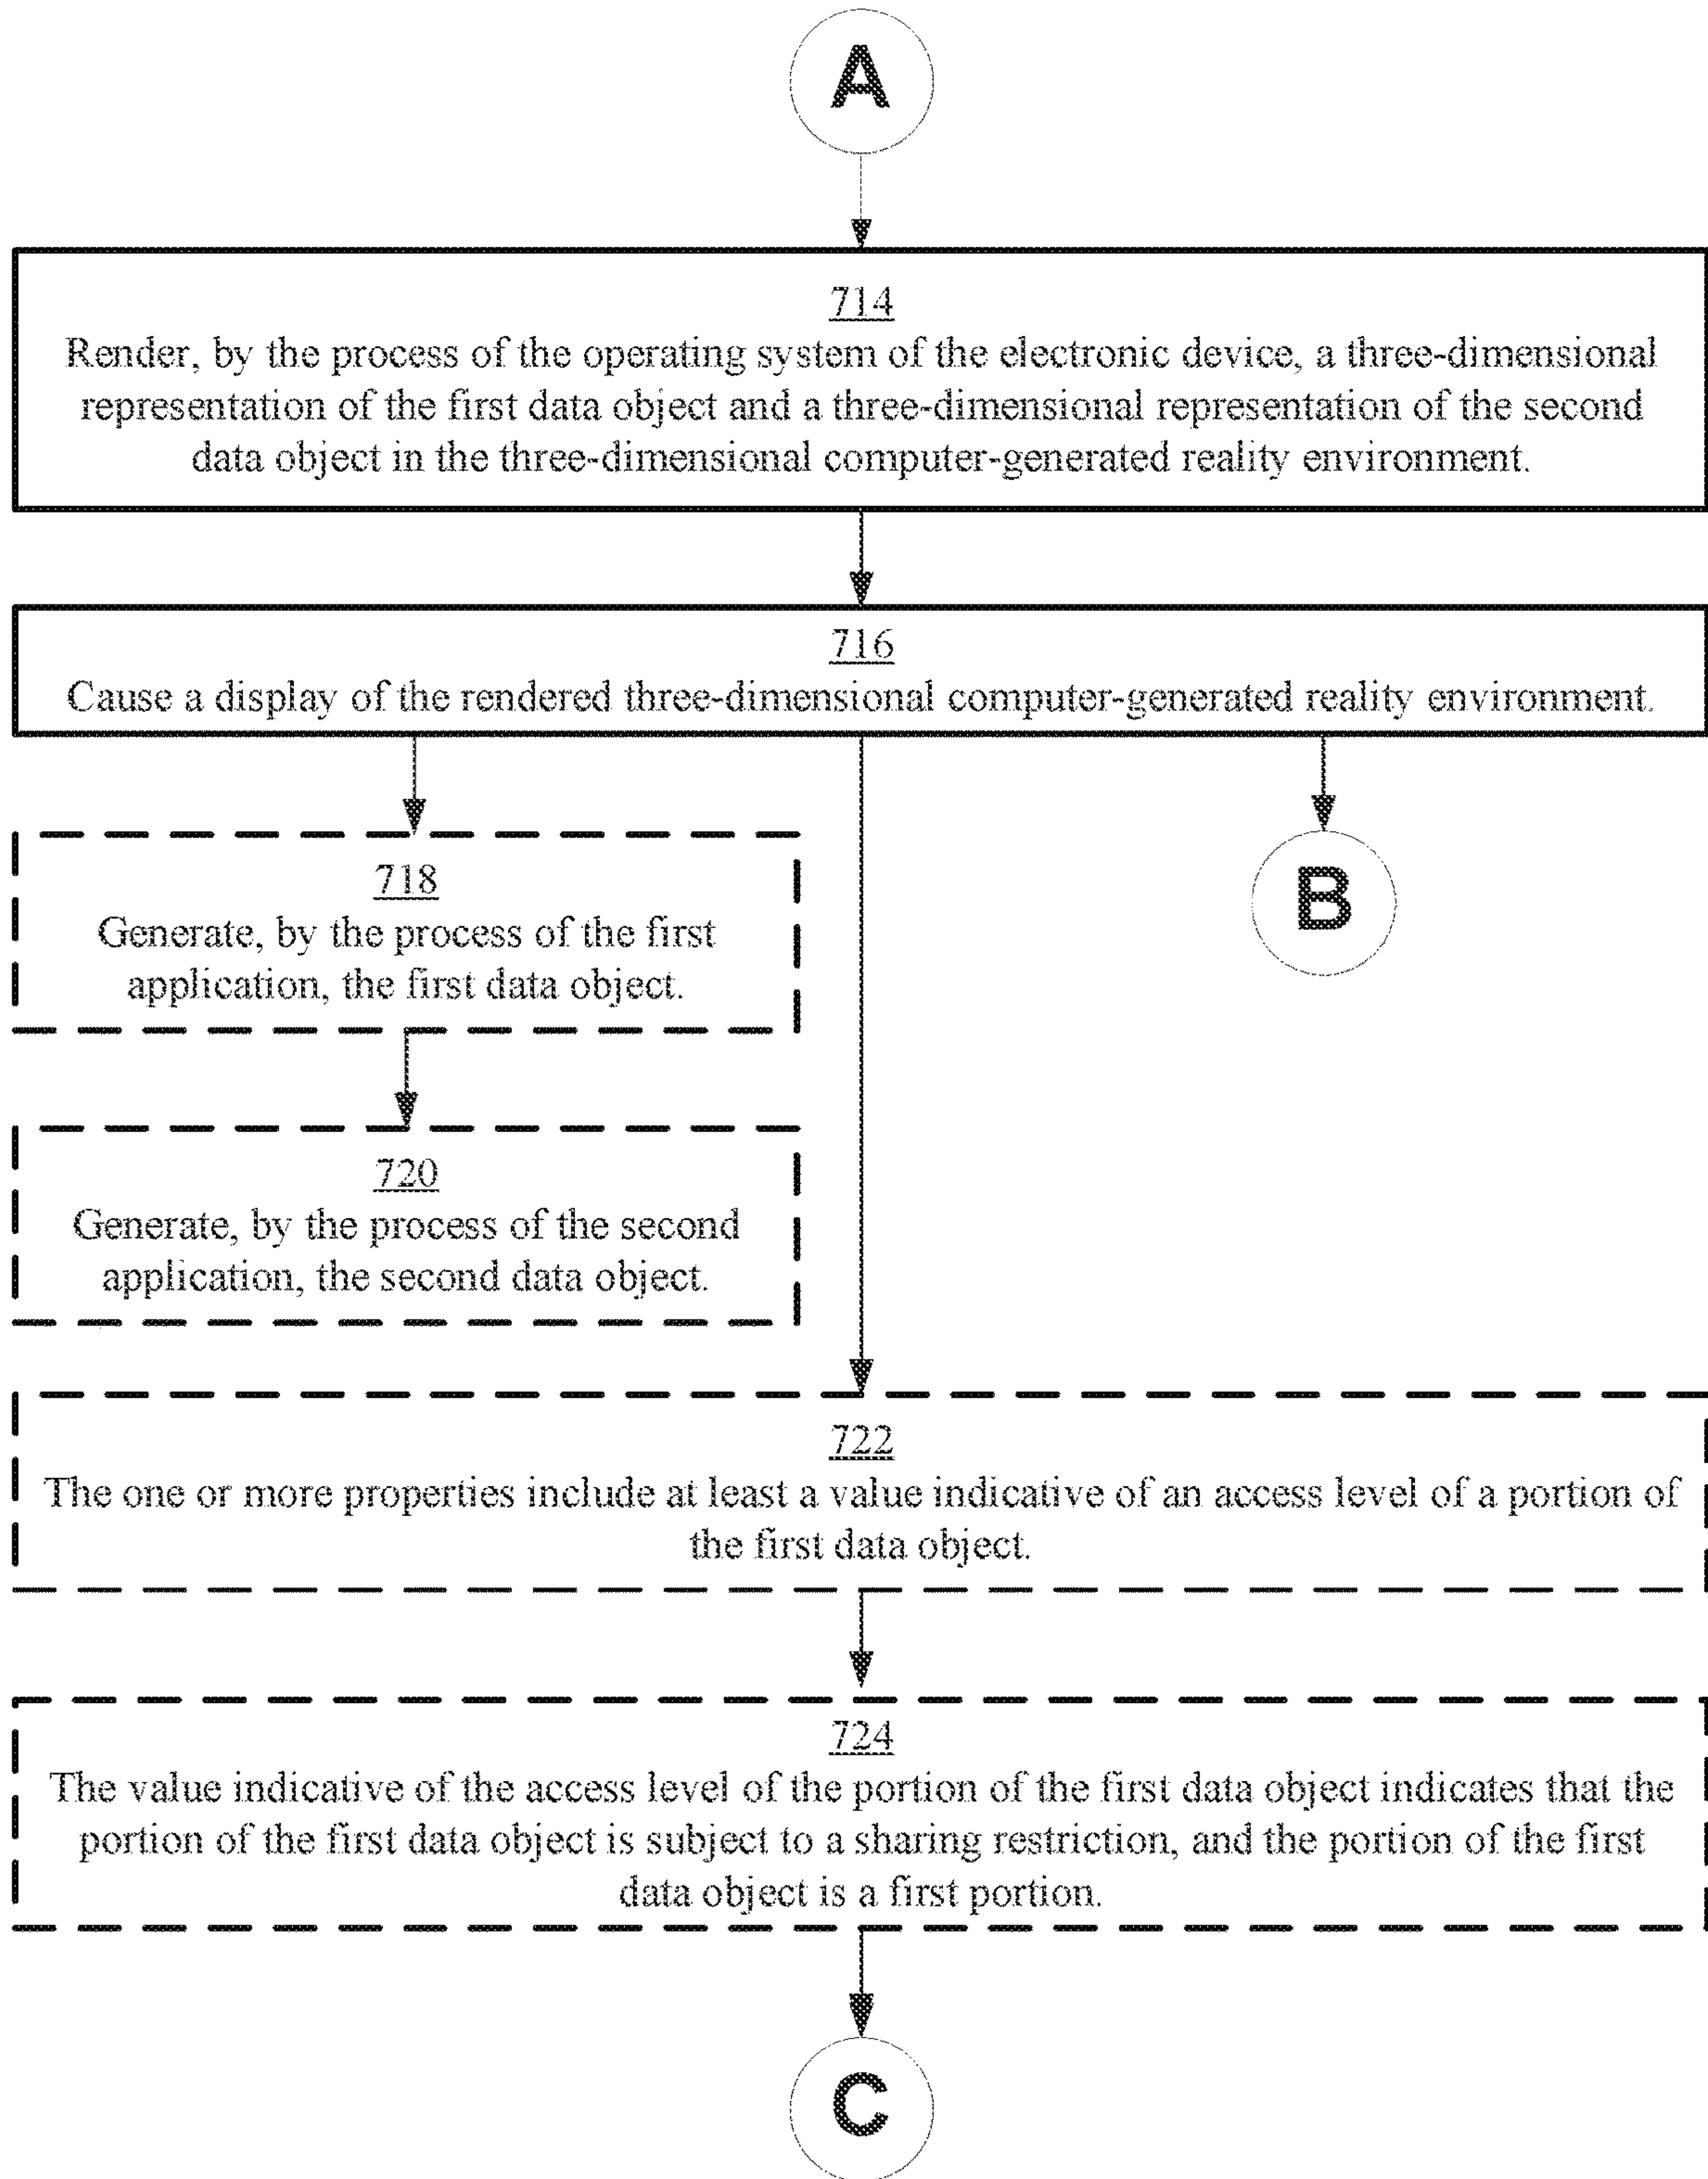 A
714
Render, by the process of the operating system of the electronic device, a three-dimensional
representation of the first data object and a three-dimensional representation of the second
data object in the three-dimensional computer-generated reality environment.
716
Cause a display of the rendered three-dimensional computer-generated reality environment.
718
Generate, by the process of the first
application, the first data object.
B
720
Generate, by the process of the second
application, the second data object.
722
The one or more properties include at least a value indicative of an access level of a portion of
the first data object.
724
The value indicative of the access level of the portion of the first data object indicates that the
portion of the first data object is subject to a sharing restriction, and the portion of the first
data object is a first portion.
C